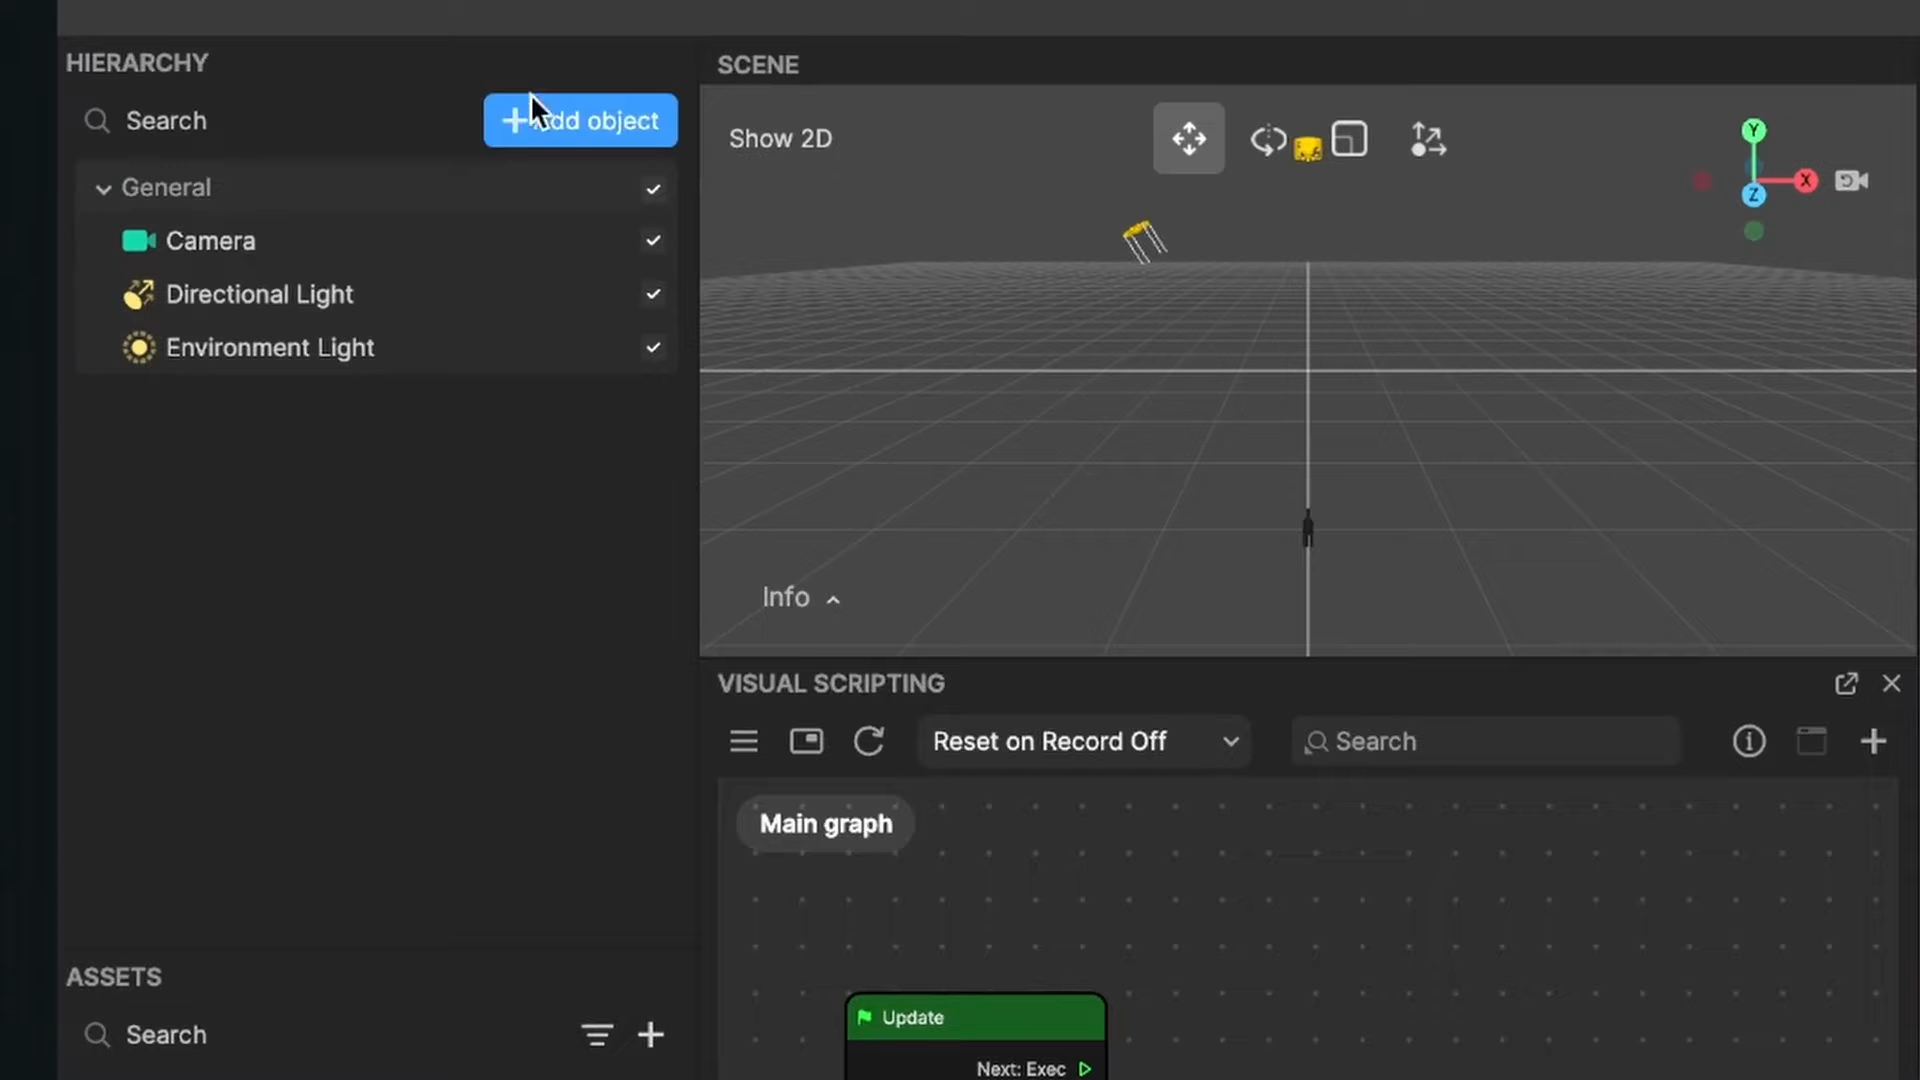 HIERARCHY
Search
Add object
General
Camera
Directional Light
Environment Light
ASSETS
Search
SCENE
Show 2D
Y
X
Z
Info
VISUAL SCRIPTING
Reset on Record Off
Search
Main graph
Update
Next: Exec